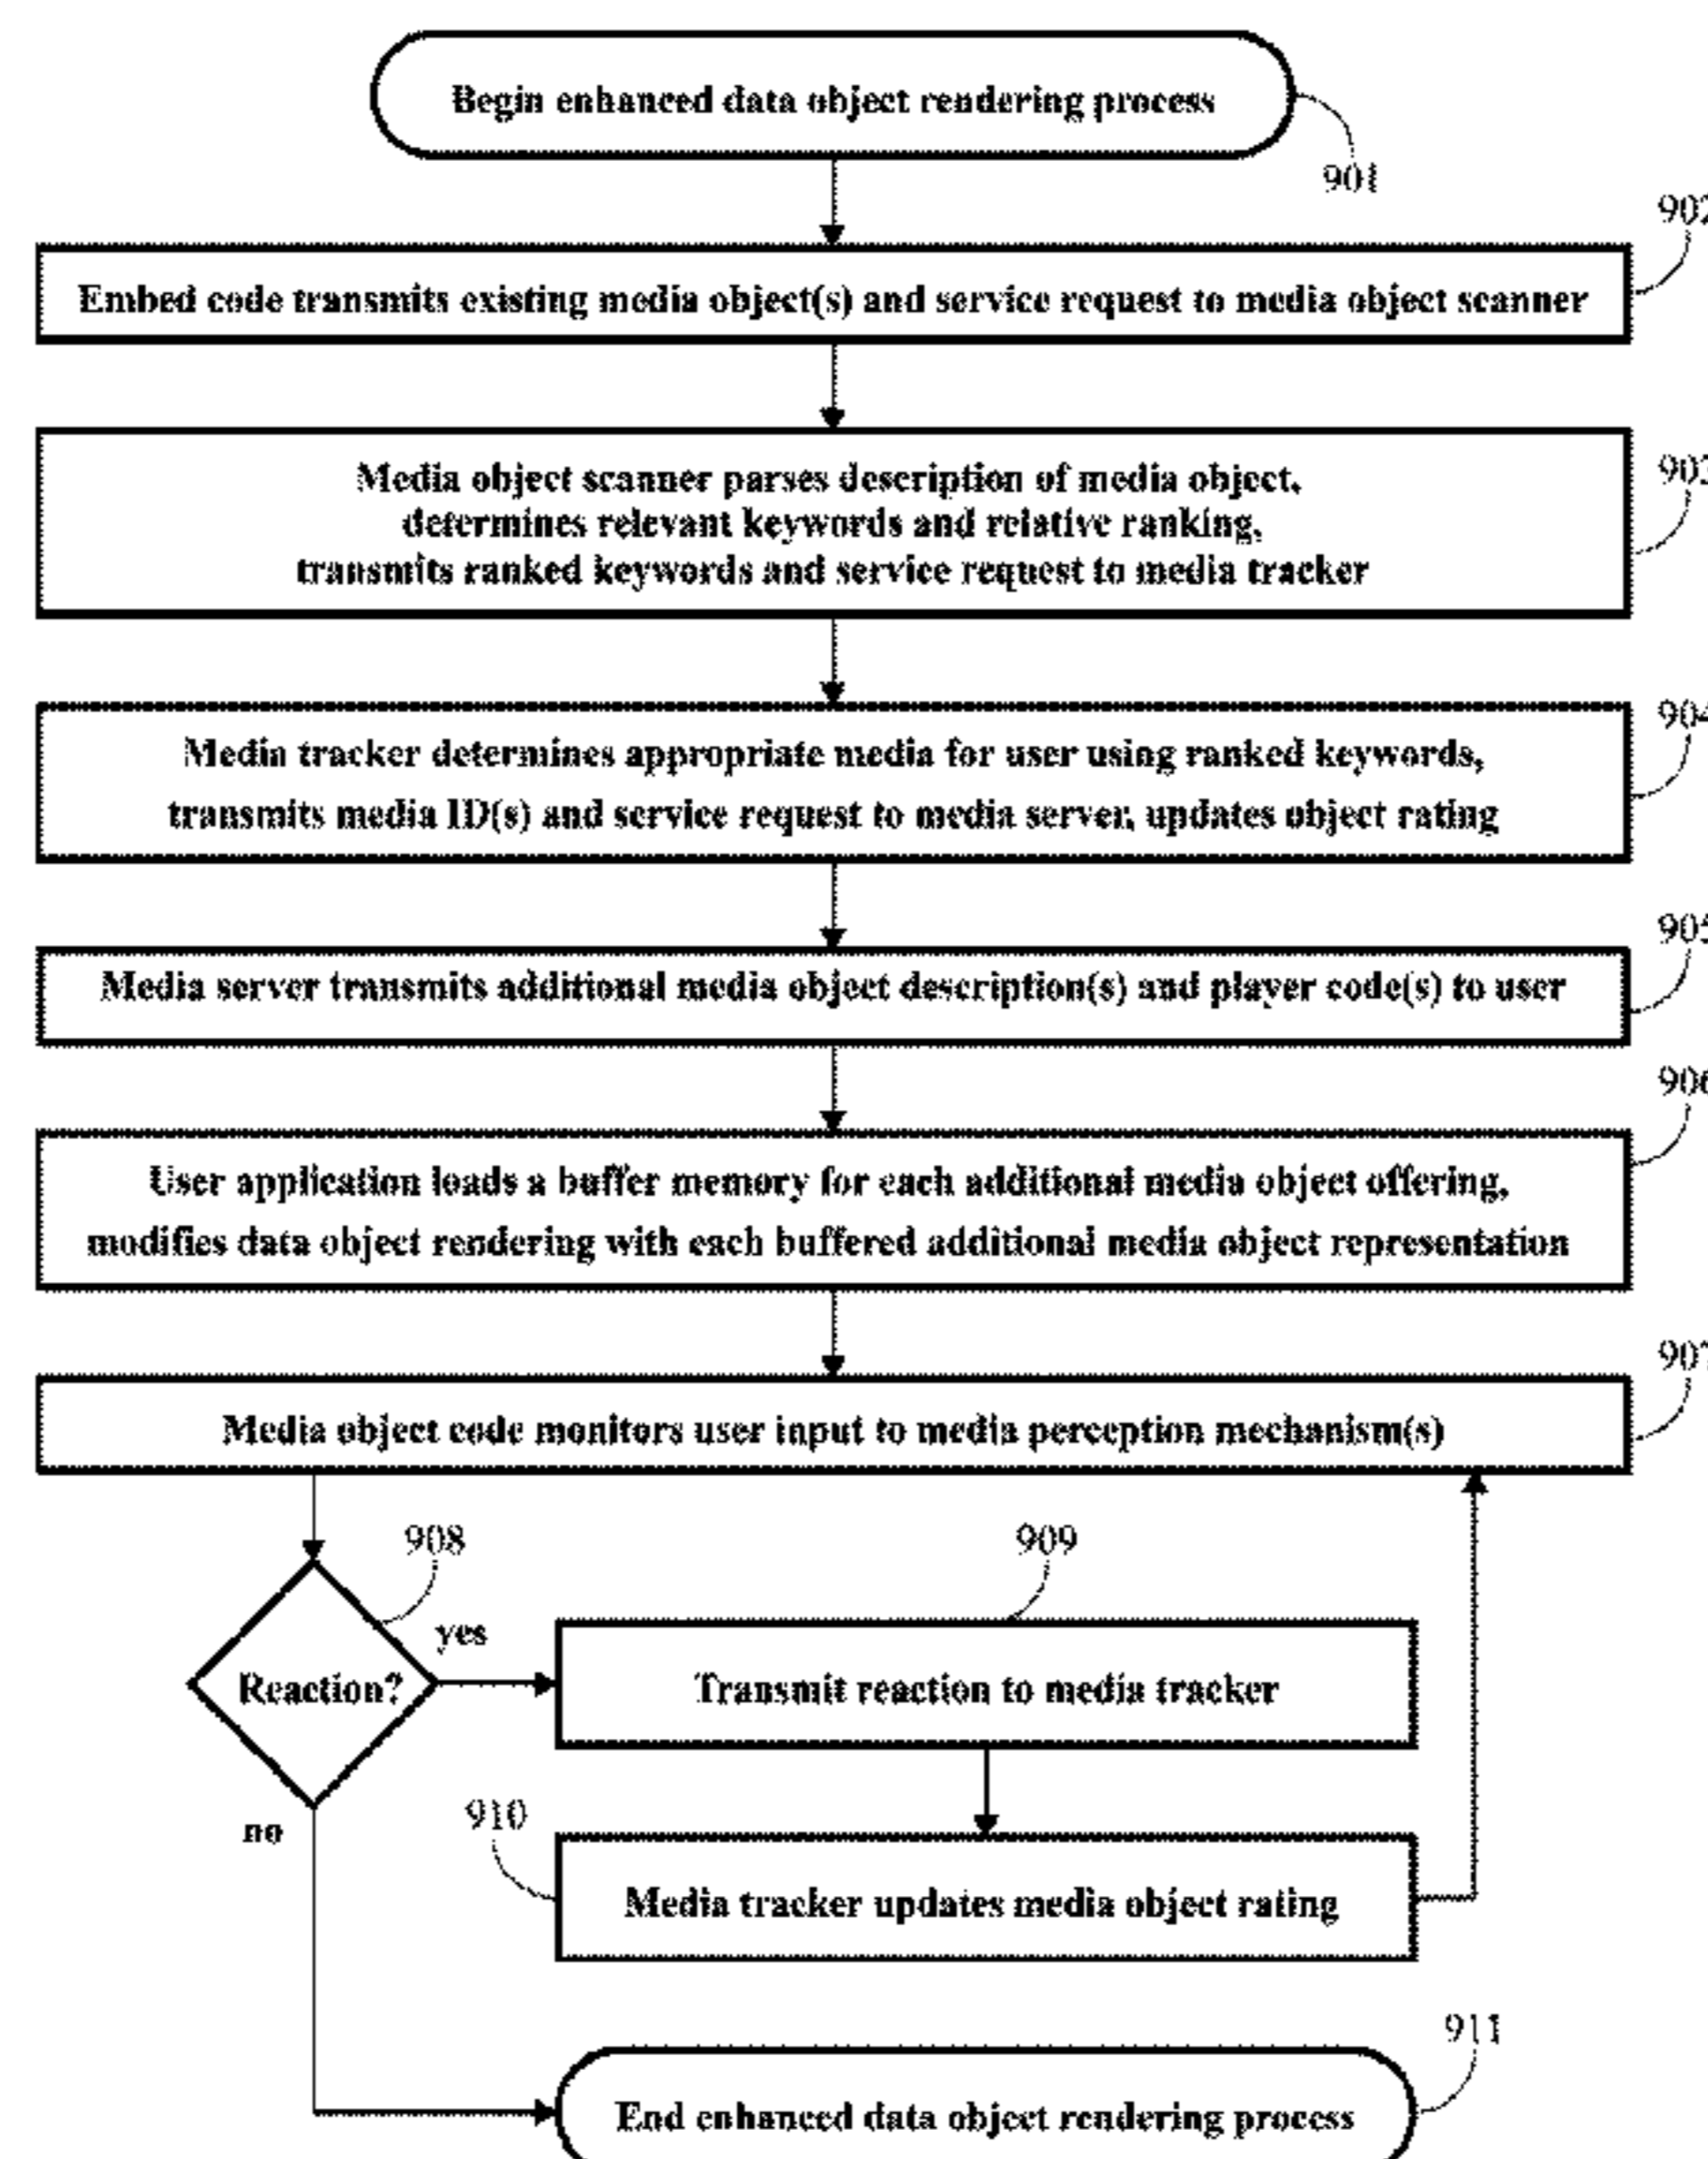 Begin enhanced data object rendering process
901
902
Embed code transmits existing media object(s) and service request to media object scanner
903
Media object scanner parses description of media object,
determines relevant keywords and relative ranking,
transmits ranked keywords and service request to media tracker
904
Media tracker determines appropriate media for user using ranked keywords,
transmits media ID(s) and service request to media server, updates object rating
905
Media server transmits additional media object description(s) and player code(s) to user
906
User application loads a buffer memory for each additional media object offering,
modifies data object rendering with each buffered additional media object representation
907
Media object code monitors user input to media perception mechanism(s)
908
909
yes
Reaction?
Transmit reaction to media tracker
no
910
Media tracker updates media object rating
911
End enhanced data object rendering process